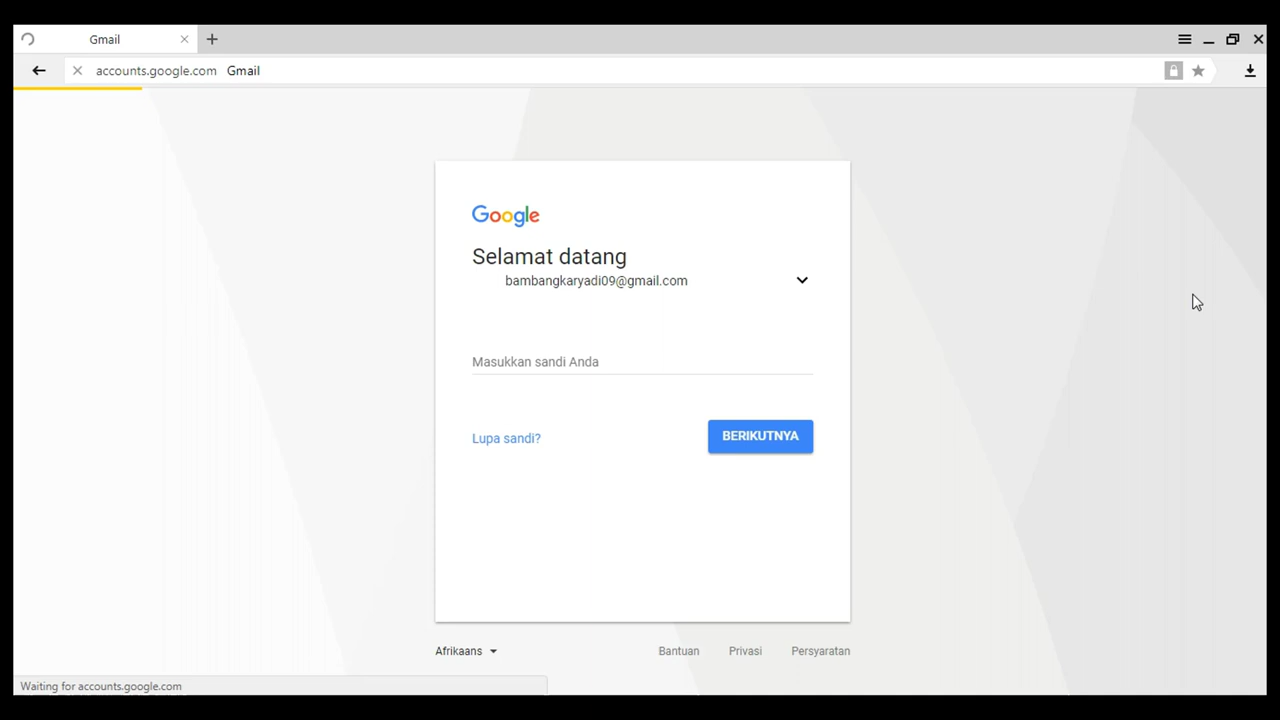 Gmail
accounts.google.com Gmail
Google
Selamat datang
bambangkaryadi09@gmail.com
Masukkan sandi Anda
Lupa sandi?
BERIKUTNYA
Afrikaans
Bantuan
Privasi
Persyaratan
Waiting for accounts.google.com